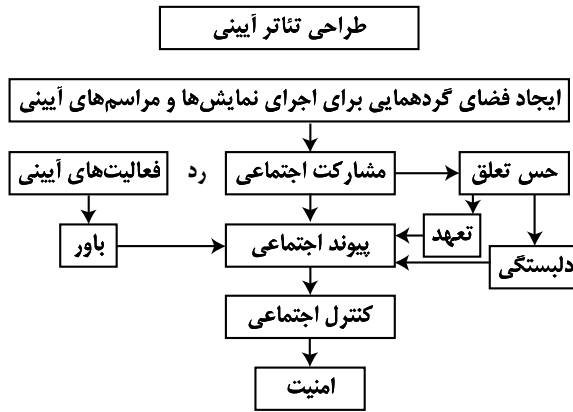 طراحی تئاتر آیینی
ایجاد فضای گردهمایی برای اجرای نمایش‌ها و مراسم‌های آیینی
حس تعلق
مشارکت اجتماعی
رد
فعالیت‌های آیینی
تعهد
پیوند اجتماعی
باور
دلبستگی
کنترل اجتماعی
امنیت